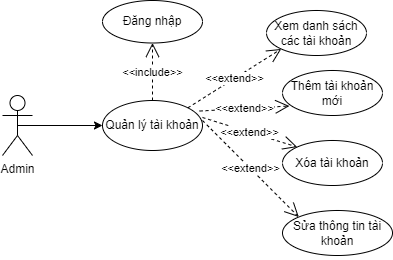 Đăng nhập
Xem danh sách
các tài khoản
<<include>>
<<extend>>
Thêm tài khoản
mới
<<extend>>
Quản lý tài khoản
<<extend>>
Admin
Xóa tài khoản
<<extend>>
Sửa thông tin tài
khoản